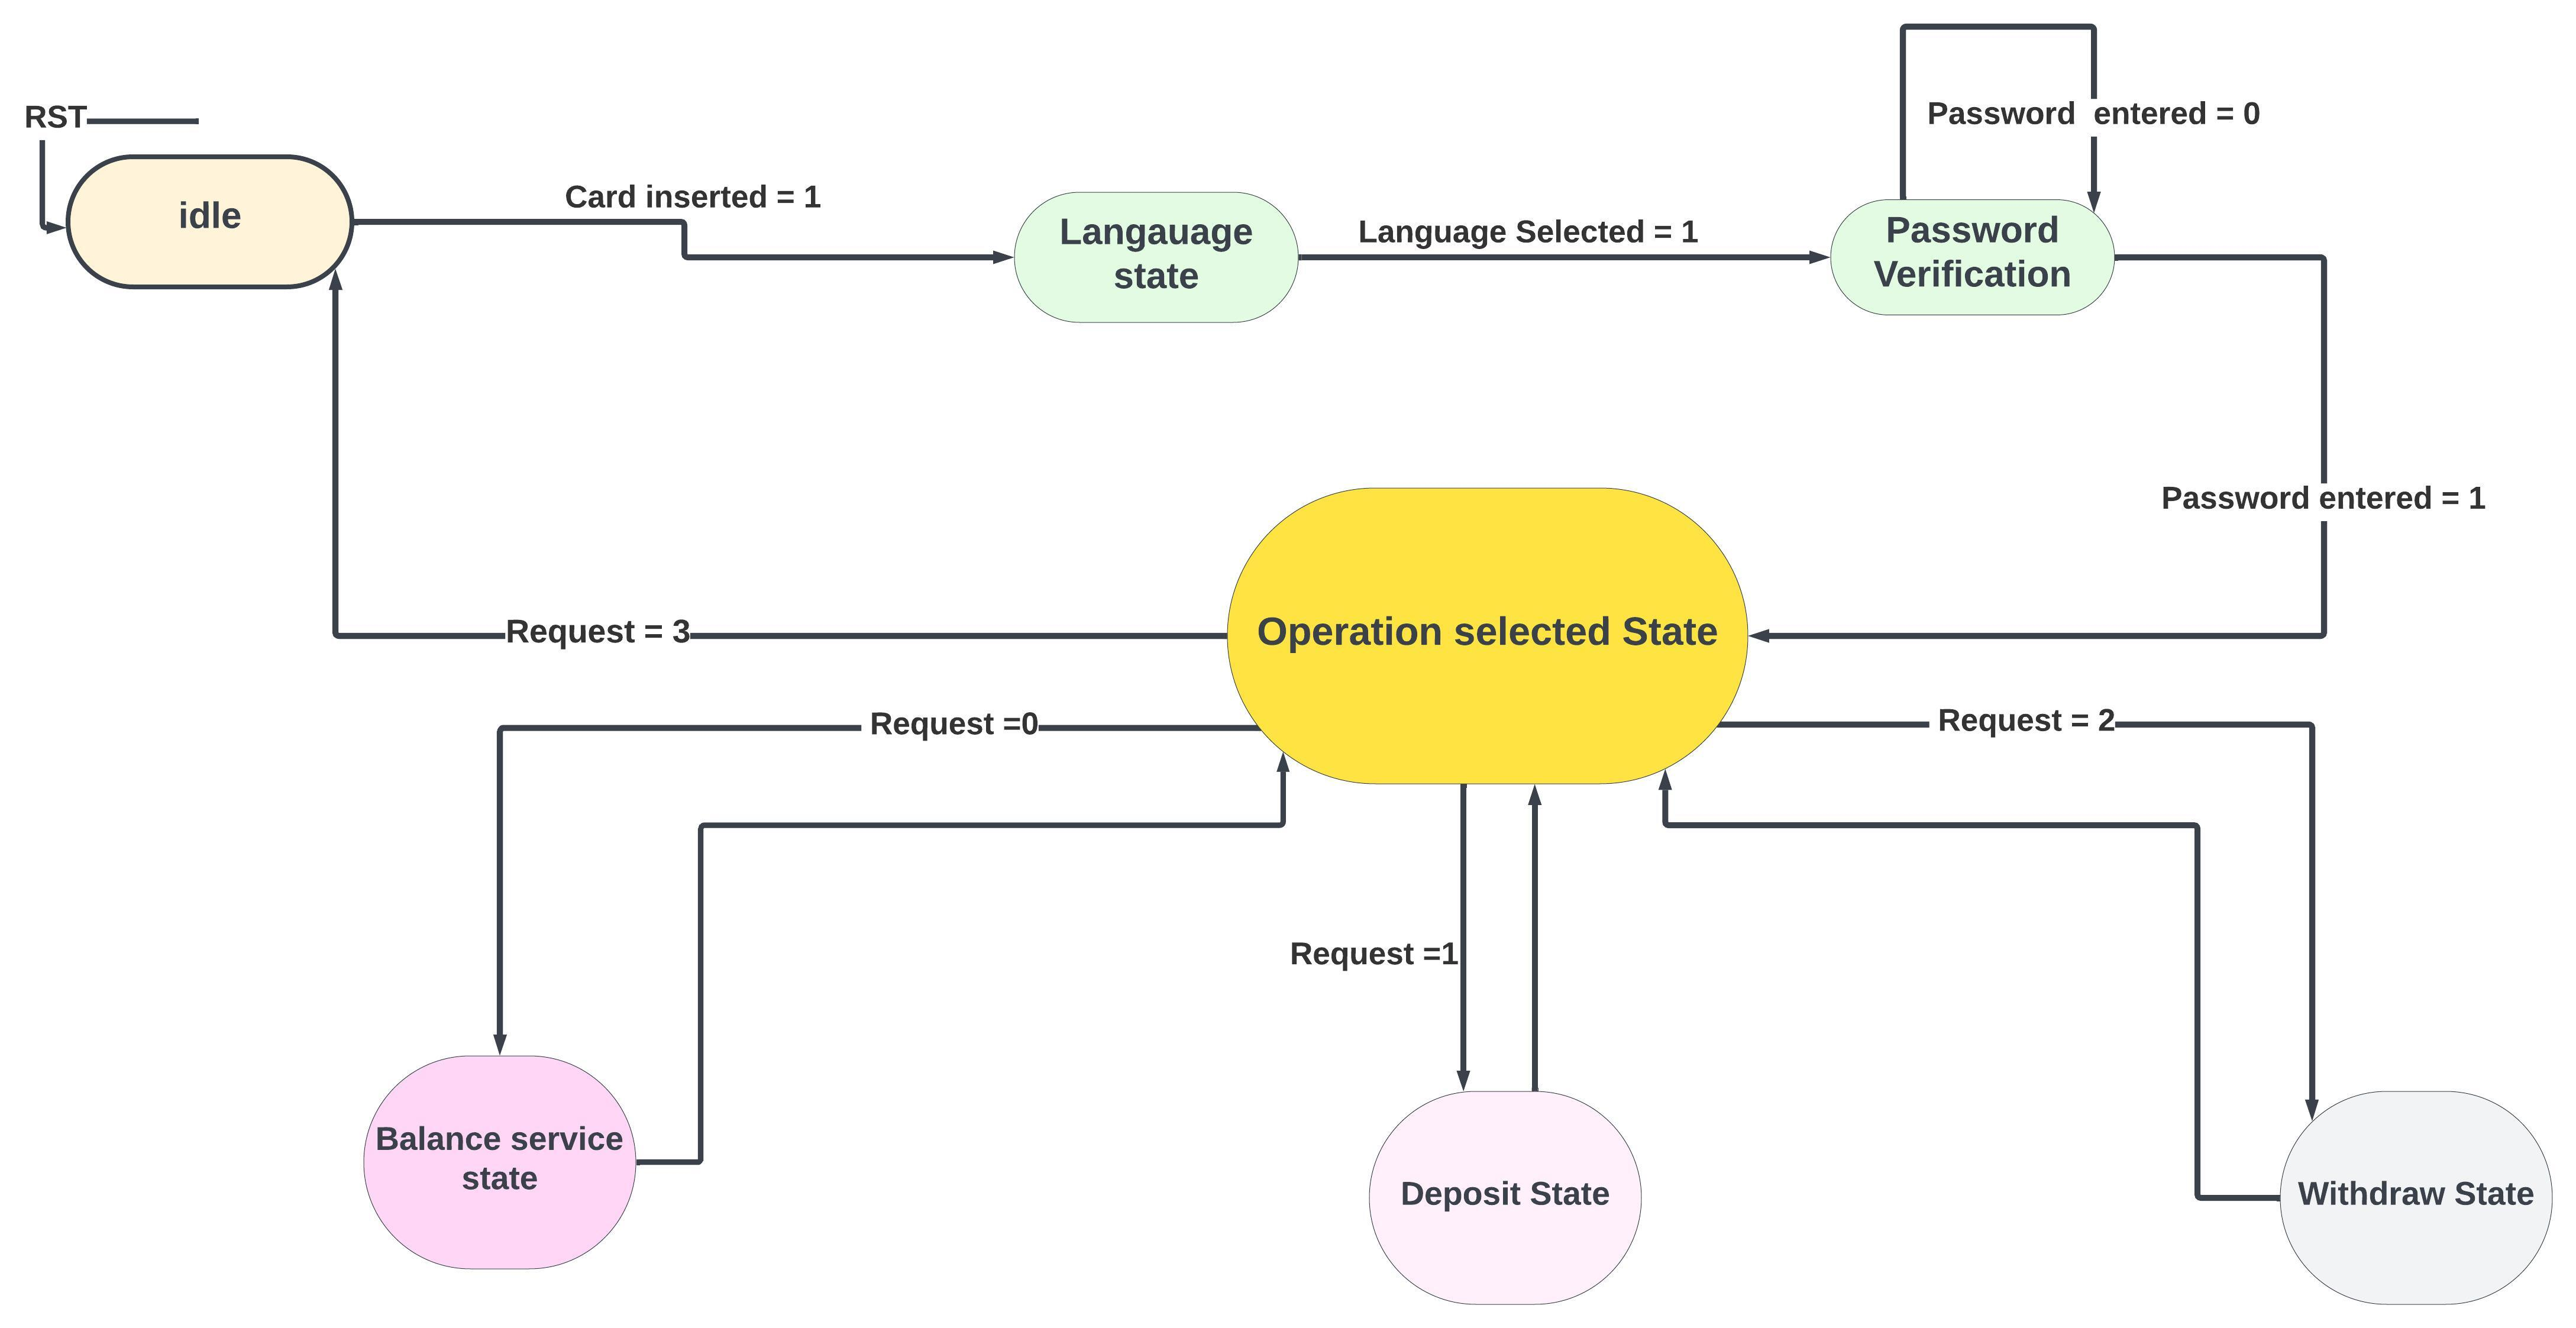 RST
idle
Card inserted = 1
Langauage
state
Language Selected = 1
Password entered = 0
Password
Verification
Password entered = 1
Operation selected State
Request = 3
Request =0
Request = 2
Request =1
Balance service
state
Deposit State
Withdraw State